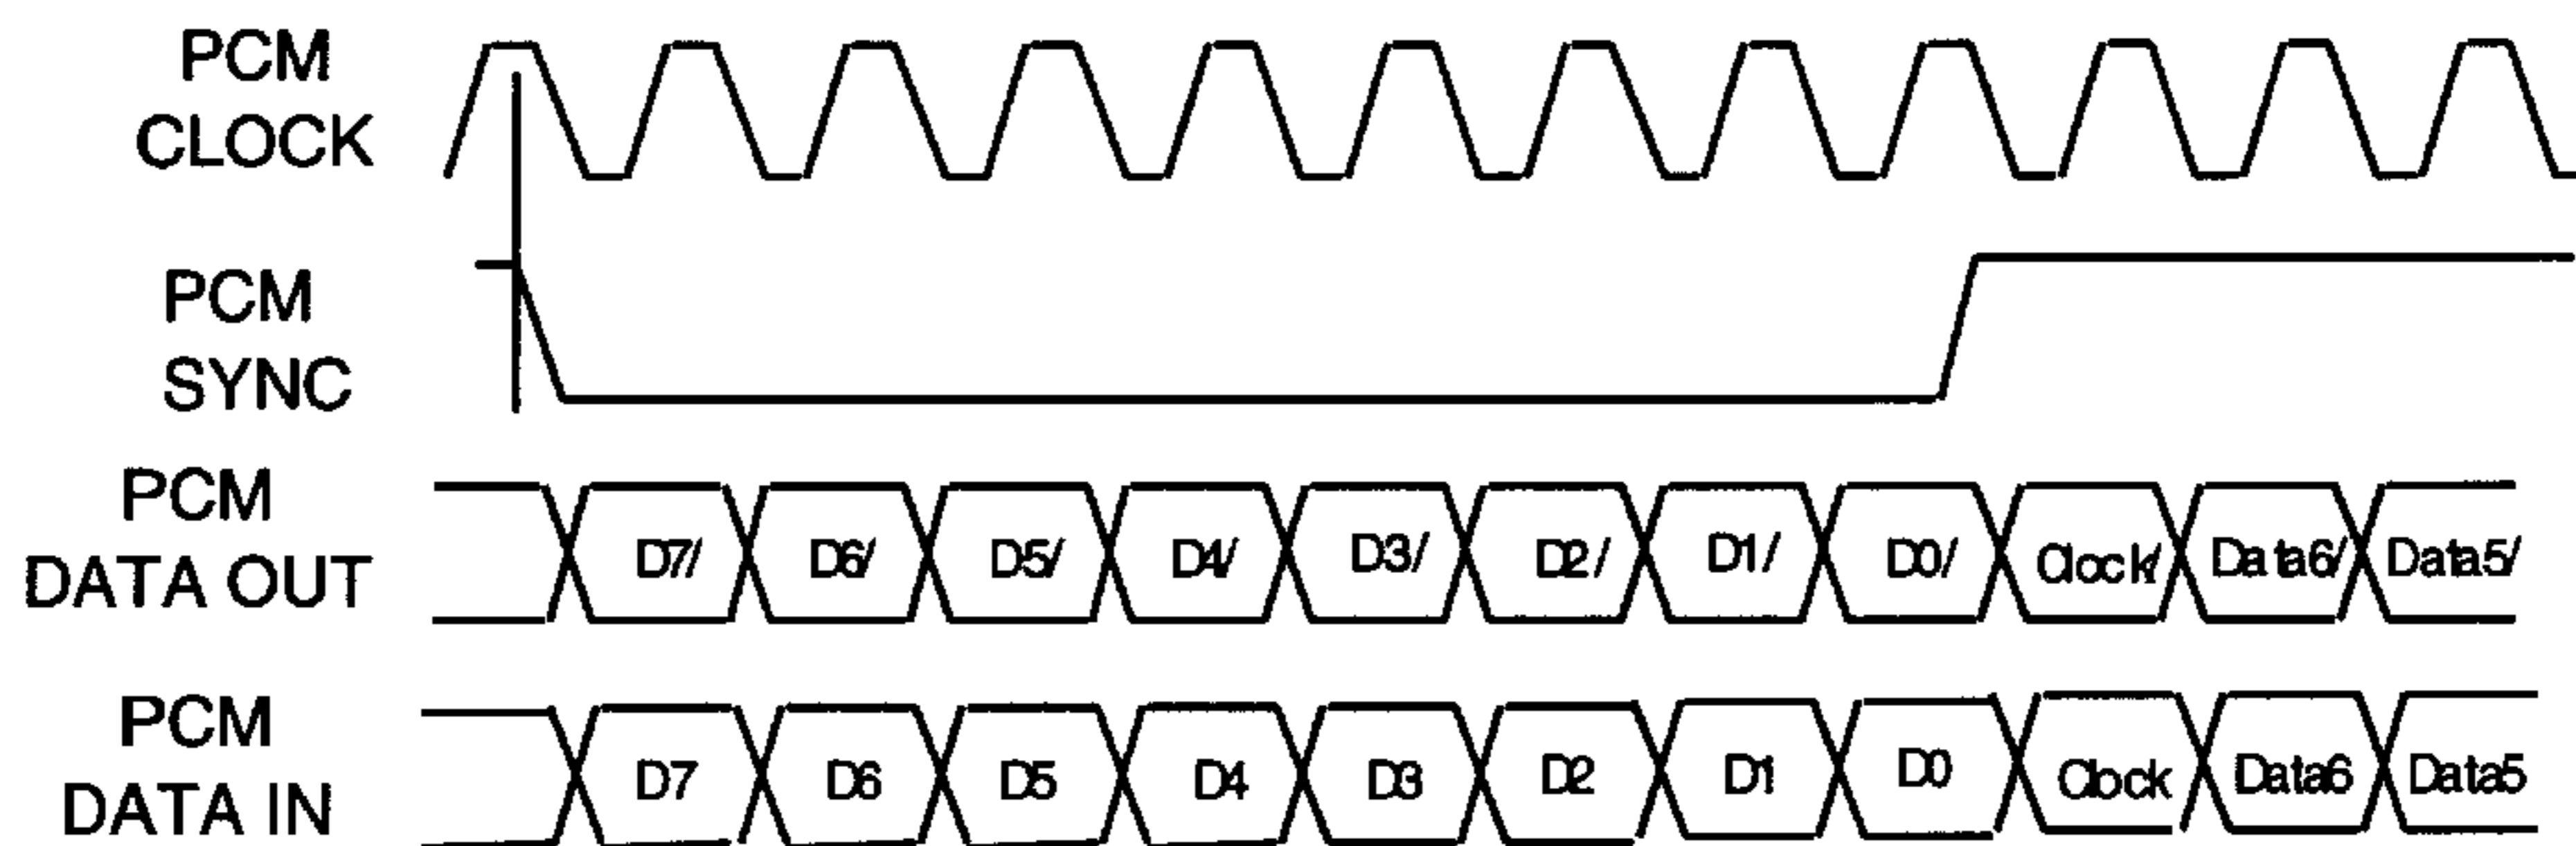 PCM
CLOCK
PCM
SYNC
PCM
DATA OUT
D7/ D6/ D5/ D4/ D3/ D2/ D1/ D0/ Clock/ Data6/ Data5/
PCM
DATA IN
D7 D6 D5 D4 D3 D2 D1 D0 Clock Data6 Data5